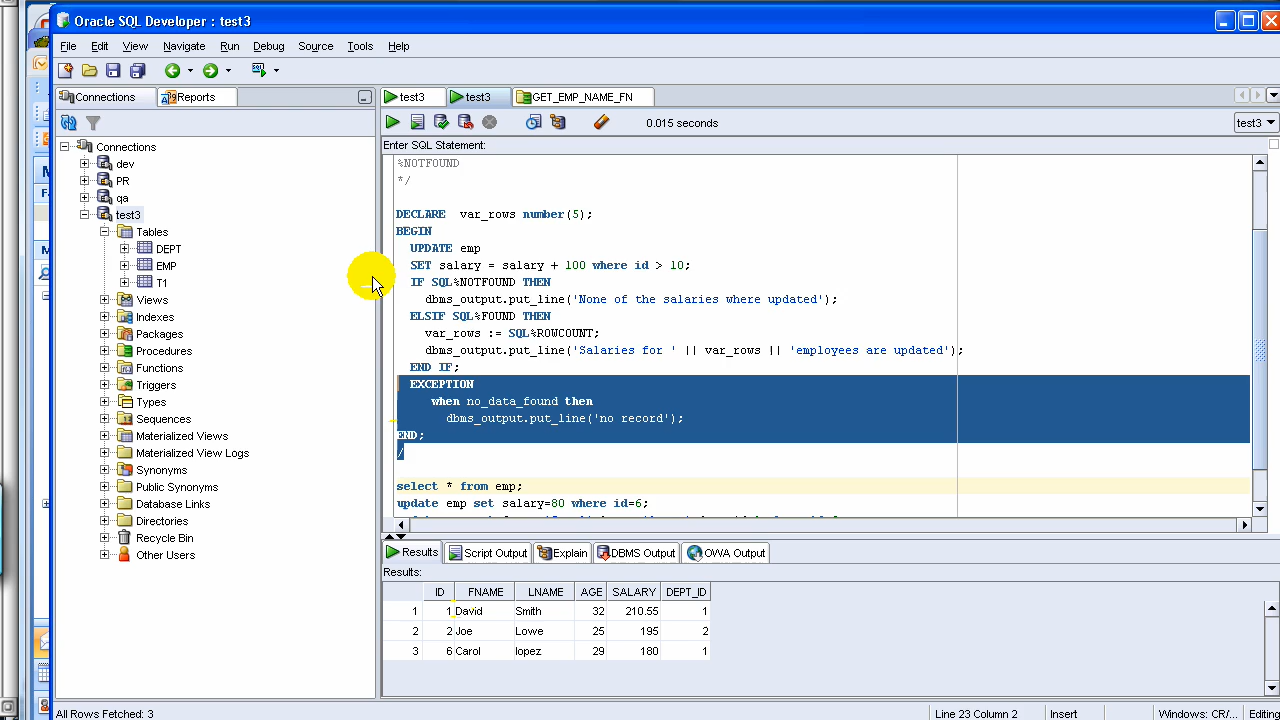 Oracle SQL Developer : test3
File Edit View Navigate Run Debug Source Tools Help
Connections Reports
test3 test3 GET_EMP_NAME_FN
0.015 seconds
test3
Enter SQL Statement
Connections
dev
PR
qa
test3
Tables
DEPT
EMP
T1
Views
Indexes
Packages
Procedures
Functions
Triggers
Types
Sequences
Materialized Views
Materialized View Logs
Synonyms
Public Synonyms
Database Links
Directories
Recycle Bin
Other Users
%NOTFOUND
*/
DECLARE  var_rows number(5);
BEGIN
  UPDATE emp
  SET salary = salary + 100 where id > 10;
  IF SQL%NOTFOUND THEN
    dbms_output.put_line('None of the salaries where updated');
  ELSIF SQL%FOUND THEN
    var_rows := SQL%ROWCOUNT;
    dbms_output.put_line('Salaries for ' || var_rows || 'employees are updated');
  END IF;
  EXCEPTION
     when no_data_found then
       dbms_output.put_line('no record');
END;
/
select * from emp;
update emp set salary=80 where id=6;
Results Script Output Explain DBMS Output OWA Output
Results:
ID FNAME LNAME AGE SALARY DEPT_ID
1 1 David Smith 32 210.55 1
2 2 Joe Lowe 25 195 2
3 6 Carol lopez 29 180 1
All Rows Fetched: 3
Line 23 Column 2
Insert
Windows: CR/...
Editing